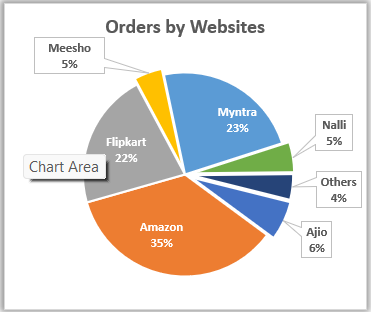 Orders by Websites
Meesho
5%
Myntra
23%
Nalli
5%
Flipkart
22%
Chart Area
Others
4%
Amazon
35%
Ajio
6%